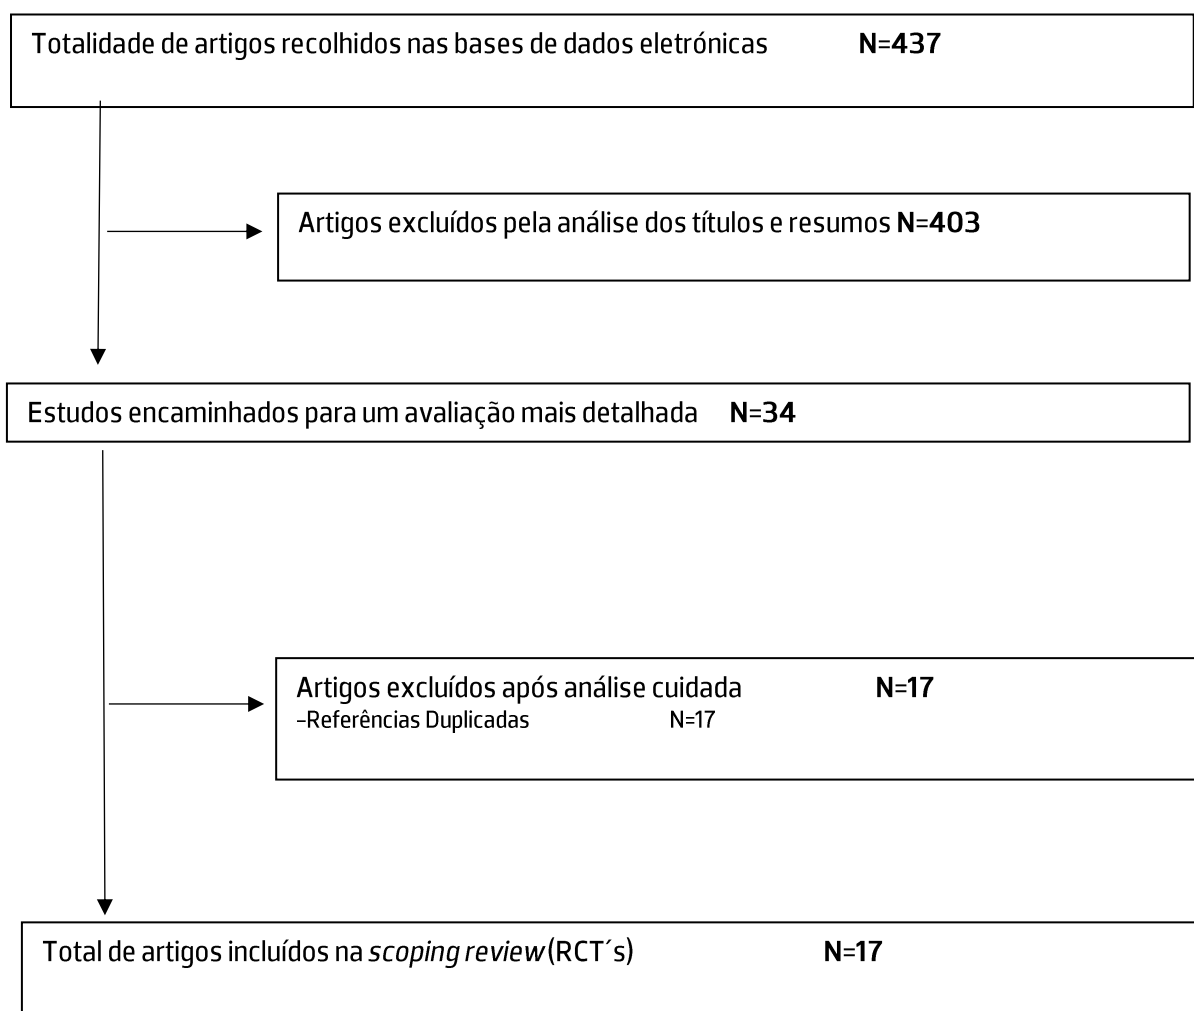 Totalidade de artigos recolhidos nas bases de dados eletrónicas N=437
Artigos excluídos pela análise dos títulos e resumos N=403
Estudos encaminhados para um avaliação mais detalhada N=34
Artigos excluídos após análise cuidada N=17
–Referências Duplicadas N=17
Total de artigos incluídos na scoping review (RCT´s) N=17